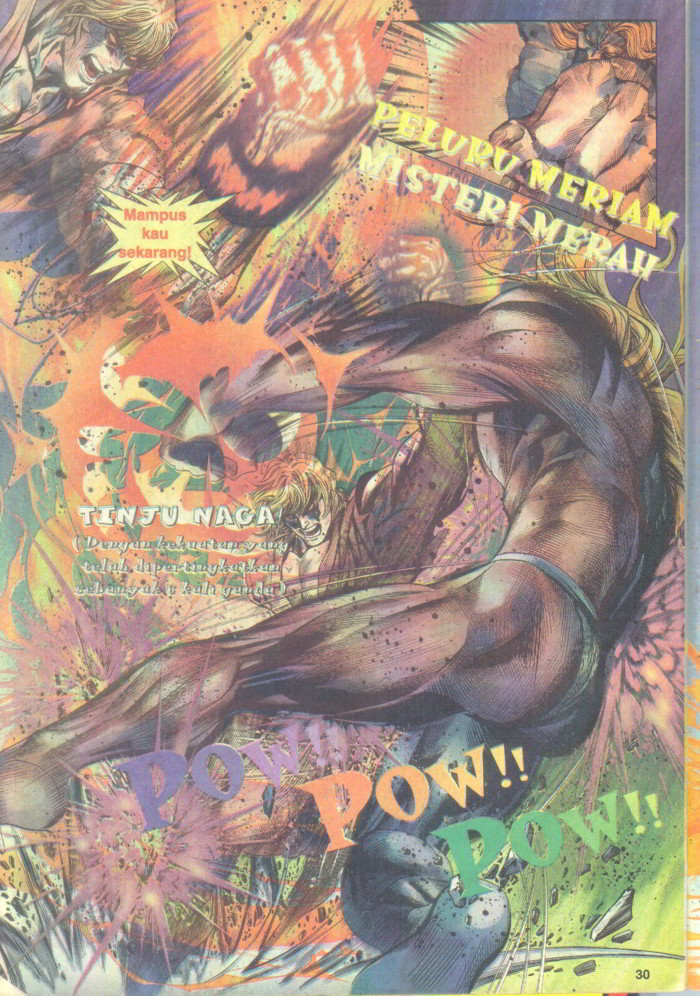 PELURU MERIAM
MISTERI MERAH
Mampus
kau
sekarang!
TINJU NAGA!
(Dengan kekuatan yang
telah dipertingkatkan
sebanyak 8 kali ganda)
POW!!
POW!!
POW!!
30